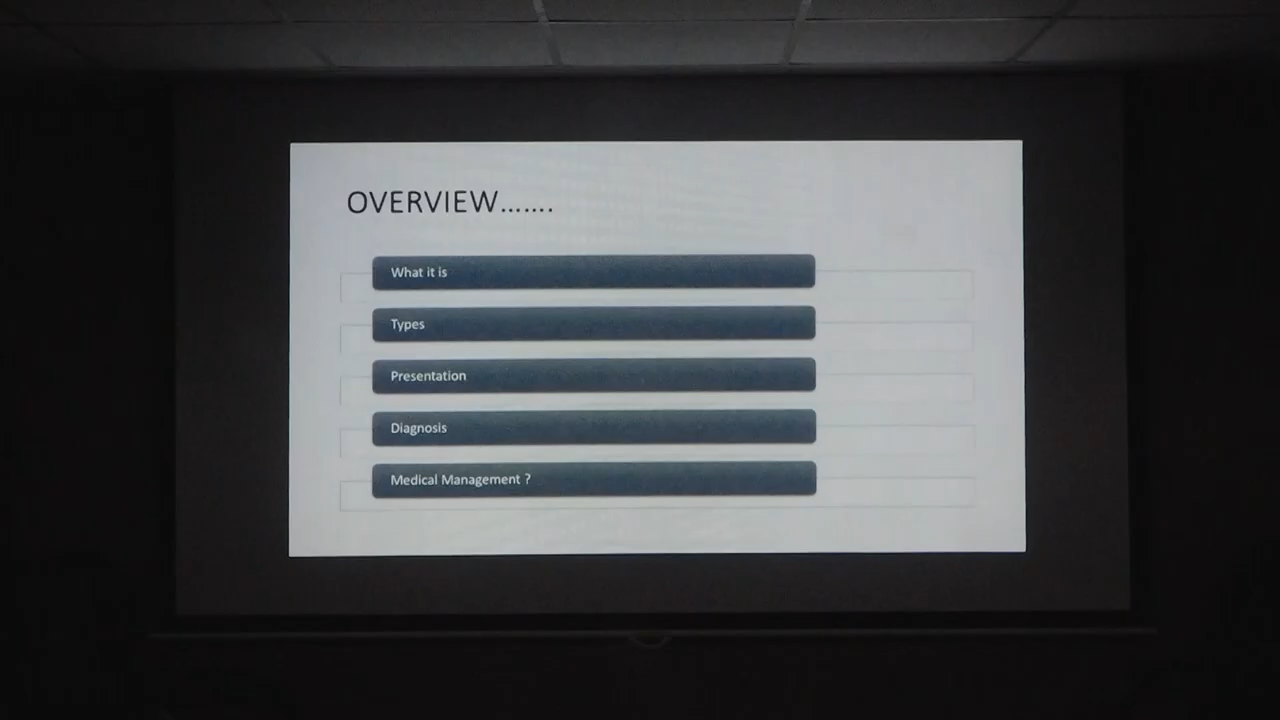 OVERVIEW.......
What it is
Types
Presentation
Diagnosis
Medical Management ?